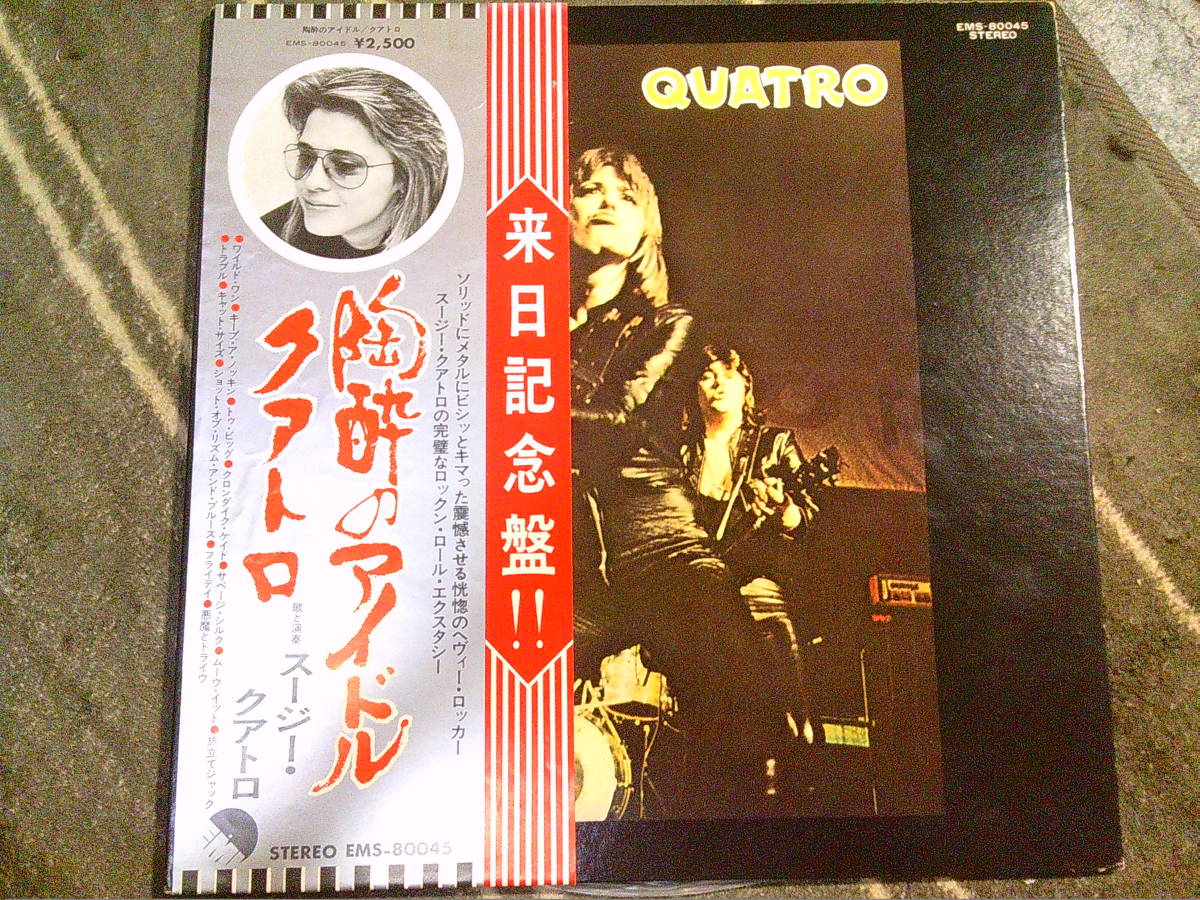 陶酔のアイドル/クアトロ
EMS-80045 ¥2,500
EMS-80045
STEREO
QUATRO
来日記念盤!!
ソリッドにメタルにビシッとキマった震憾させる恍惚のヘヴィー・ロッカー
スージー・クアトロの完璧なロックン・ロール・エクスタシー
陶酔のアイドル
クアトロ
歌と演奏 スージー・
クアトロ
●ワイルド・ワン●キープ・ア・ノッキン●トゥ・ビッグ●クロンダイク・ケイト●サベージ・シルク●ムーヴ・イット●
●トラブル●キャット・サイズ●ショット・オブ・リズム・アンド・ブルース●フライデイ●悪魔とトライヴ
STEREO EMS-80045